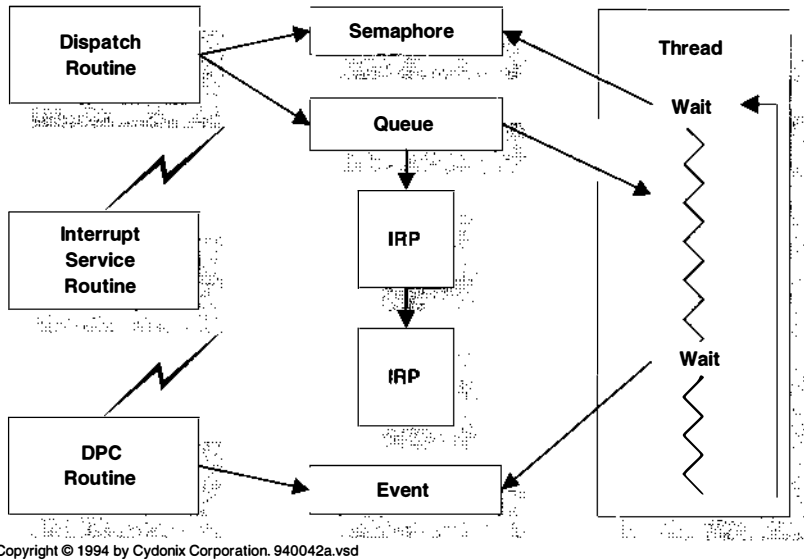 Dispatch
Routine
Semaphore
Thread
Wait
Queue
Interrupt
Service
Routine
IRP
IRP
Wait
DPC
Routine
Event
Copyright © 1994 by Cydonix Corporation. 940042a.vsd